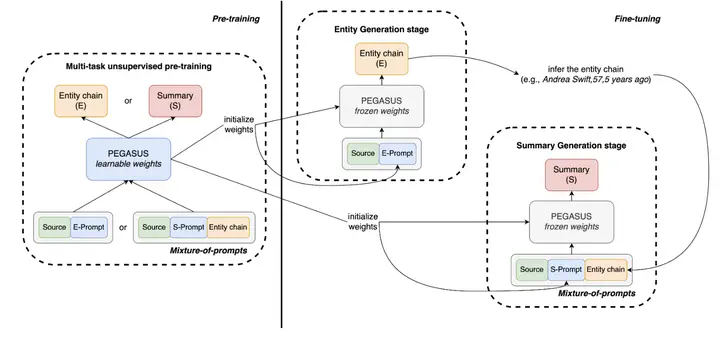 Pre-training
Multi-task unsupervised pre-training
Entity chain
(E)
or
Summary
(S)
PEGASUS
learnable weights
Source
E-Prompt
or
Source
S-Prompt
Entity chain
Mixture-of-prompts
initialize
weights
initialize
weights
Fine-tuning
Entity Generation stage
Entity chain
(E)
PEGASUS
frozen weights
Source
E-Prompt
infer the entity chain
(e.g., Andrea Swift,57,5 years ago)
Summary Generation stage
Summary
(S)
PEGASUS
frozen weights
Source
S-Prompt
Entity chain
Mixture-of-prompts